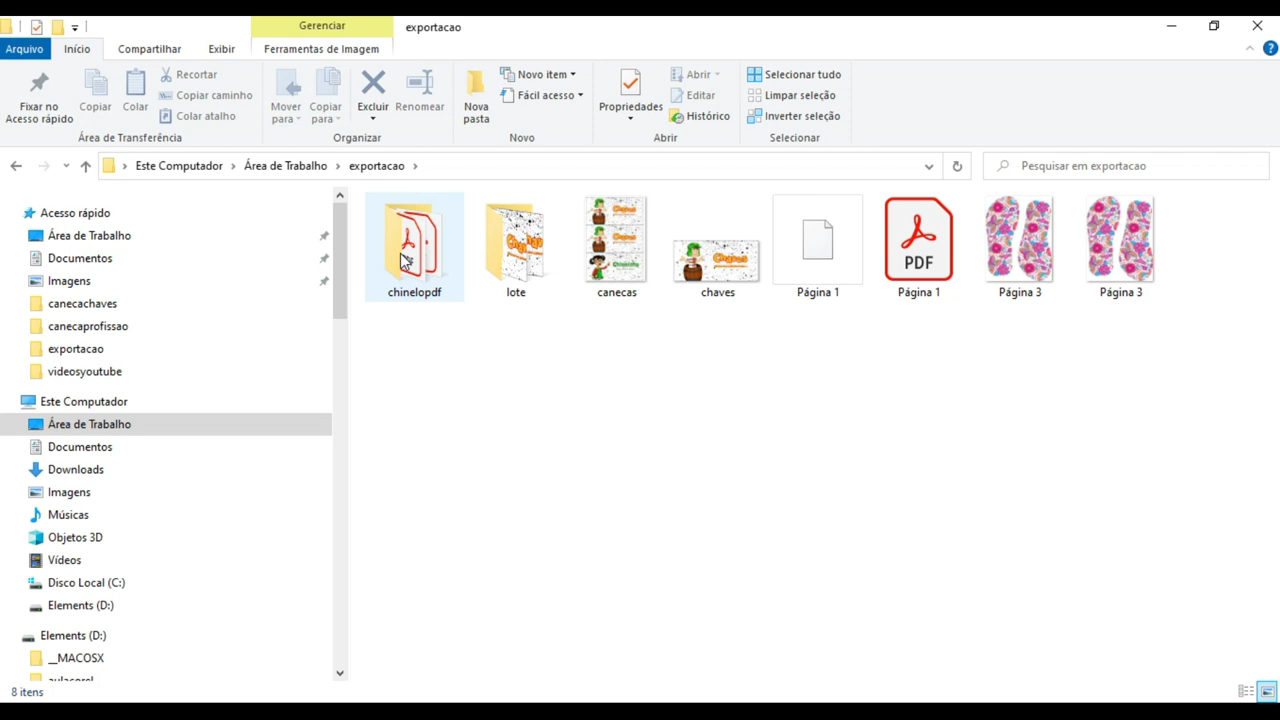 Gerenciar
exportacao
Arquivo
Início
Compartilhar
Exibir
Ferramentas de Imagem
Fixar no
Acesso rápido
Copiar
Colar
Recortar
Copiar caminho
Colar atalho
Área de Transferência
Mover
para
Copiar
para
Excluir
Renomear
Organizar
Nova
pasta
Novo item
Fácil acesso
Novo
Propriedades
Abrir
Editar
Histórico
Abrir
Selecionar tudo
Limpar seleção
Inverter seleção
Selecionar
Este Computador
Área de Trabalho
exportacao
Pesquisar em exportacao
Acesso rápido
Área de Trabalho
Documentos
Imagens
canecachaves
canecaprofissao
exportacao
videosyoutube
Este Computador
Área de Trabalho
Documentos
Downloads
Imagens
Músicas
Objetos 3D
Vídeos
Disco Local (C:)
Elements (D:)
Elements (D:)
__MACOSX
aulacorel
chinelopdf
lote
canecas
Chaves
chaves
Página 1
PDF
Página 1
Página 3
Página 3
8 itens